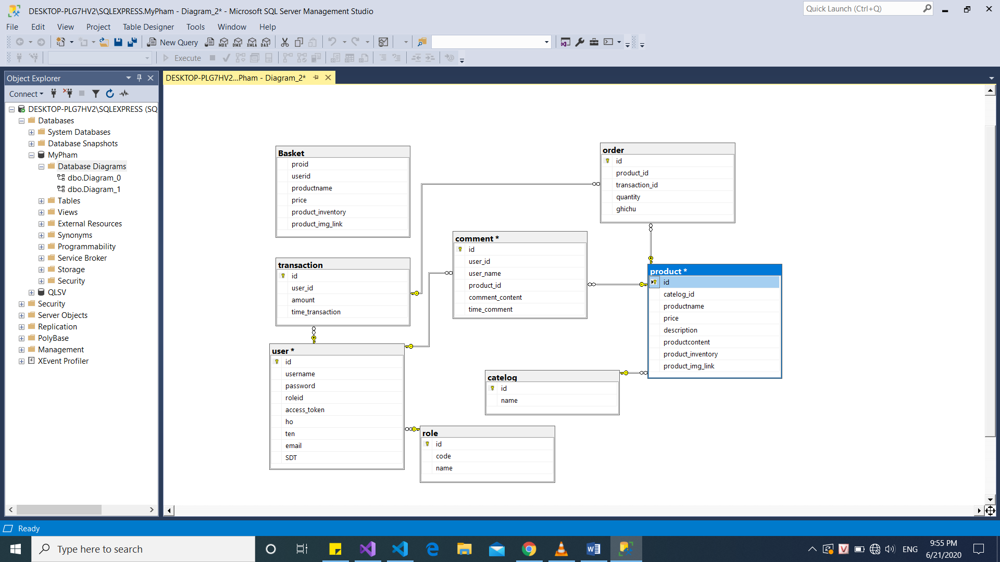 DESKTOP-PLG7HV2\SQLEXPRESS.MyPham - Diagram_2* - Microsoft SQL Server Management Studio
Quick Launch (Ctrl+Q)
File Edit View Project Table Designer Tools Window Help
New Query MDX DMX XMLA DAX
Execute
Object Explorer
DESKTOP-PLG7HV2...Pham - Diagram_2*
Connect
DESKTOP-PLG7HV2\SQLEXPRESS (SQ
Databases
System Databases
Database Snapshots
MyPham
Database Diagrams
dbo.Diagram_0
dbo.Diagram_1
Tables
Views
External Resources
Synonyms
Programmability
Service Broker
Storage
Security
QLSV
Security
Server Objects
Replication
PolyBase
Management
XEvent Profiler
Basket
proid
userid
productname
price
product_inventory
product_img_link
order
id
product_id
transaction_id
quantity
ghichu
comment *
id
user_id
user_name
product_id
comment_content
time_comment
transaction
id
user_id
amount
time_transaction
product *
id
catelog_id
productname
price
description
productcontent
product_inventory
product_img_link
user *
id
username
password
roleid
access_token
ho
ten
email
SDT
catelog
id
name
role
id
code
name
Ready
Type here to search
ENG
9:55 PM
6/21/2020